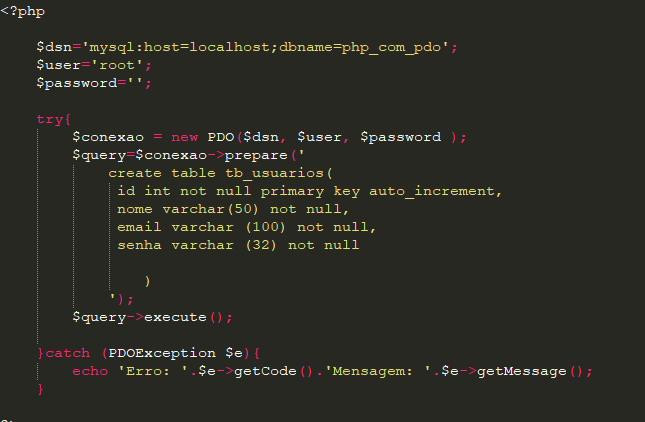 <?php
$dsn='mysql:host=localhost;dbname=php_com_pdo';
$user='root';
$password='';
try{
$conexao = new PDO($dsn, $user, $password );
$query=$conexao->prepare('
create table tb_usuarios(
id int not null primary key auto_increment,
nome varchar(50) not null,
email varchar (100) not null,
senha varchar (32) not null
)
');
$query->execute();
}catch (PDOException $e){
echo 'Erro: '.$e->getCode().'Mensagem: '.$e->getMessage();
}